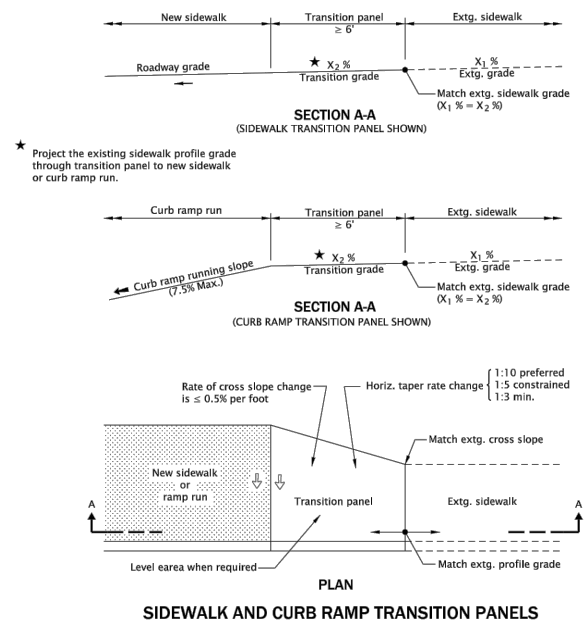 New sidewalk
Transition panel
≥ 6'
Extg. sidewalk
Roadway grade
★ X₂ %
Transition grade
X₁ %
Extg. grade
Match extg. sidewalk grade
(X₁ % = X₂ %)
SECTION A-A
(SIDEWALK TRANSITION PANEL SHOWN)
★ Project the existing sidewalk profile grade
through transition panel to new sidewalk
or curb ramp run.
Curb ramp run
Transition panel
≥ 6'
Extg. sidewalk
Curb ramp running slope
(7.5% Max.)
★ X₂ %
Transition grade
X₁ %
Extg. grade
Match extg. sidewalk grade
(X₁ % = X₂ %)
SECTION A-A
(CURB RAMP TRANSITION PANEL SHOWN)
Rate of cross slope change
is ≤ 0.5% per foot
Horiz. taper rate change
1:10 preferred
1:5 constrained
1:3 min.
Match extg. cross slope
New sidewalk
or
ramp run
Transition panel
Extg. sidewalk
A
A
Level earea when required
Match extg. profile grade
PLAN
SIDEWALK AND CURB RAMP TRANSITION PANELS